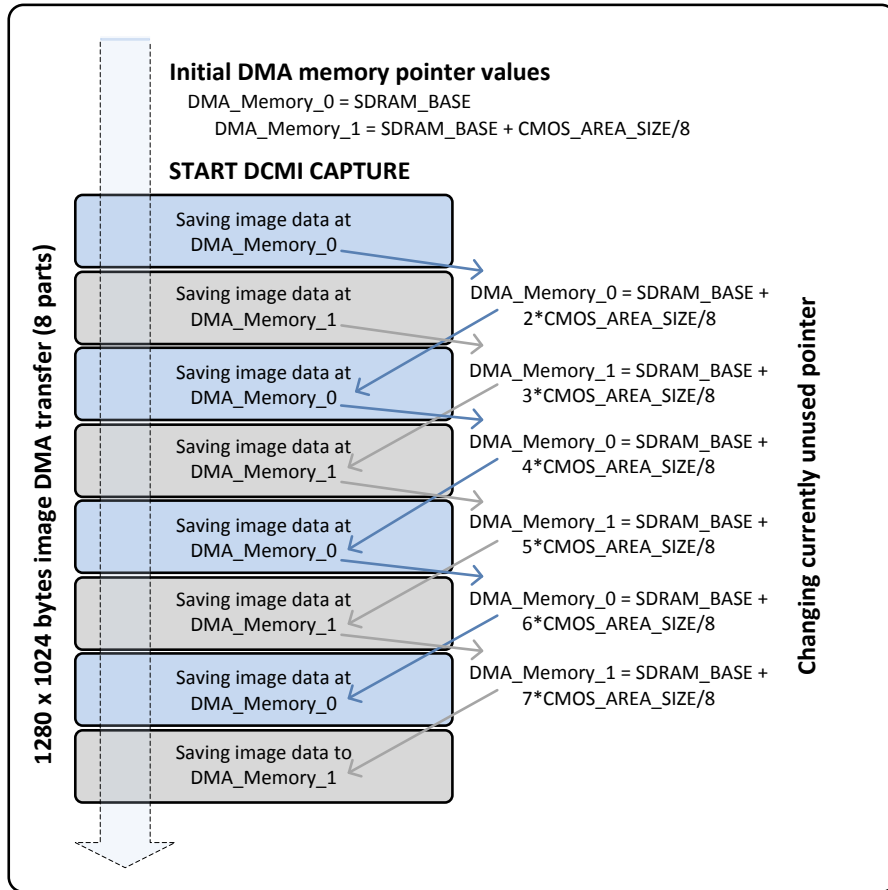 Initial DMA memory pointer values
DMA_Memory_0 = SDRAM_BASE
DMA_Memory_1 = SDRAM_BASE + CMOS_AREA_SIZE/8
START DCMI CAPTURE
1280 x 1024 bytes image DMA transfer (8 parts)
Saving image data at
DMA_Memory_0
Saving image data at
DMA_Memory_1
Saving image data at
DMA_Memory_0
Saving image data at
DMA_Memory_1
Saving image data at
DMA_Memory_0
Saving image data at
DMA_Memory_1
Saving image data at
DMA_Memory_0
Saving image data to
DMA_Memory_1
DMA_Memory_0 = SDRAM_BASE +
2*CMOS_AREA_SIZE/8
DMA_Memory_1 = SDRAM_BASE +
3*CMOS_AREA_SIZE/8
DMA_Memory_0 = SDRAM_BASE +
4*CMOS_AREA_SIZE/8
DMA_Memory_1 = SDRAM_BASE +
5*CMOS_AREA_SIZE/8
DMA_Memory_0 = SDRAM_BASE +
6*CMOS_AREA_SIZE/8
DMA_Memory_1 = SDRAM_BASE +
7*CMOS_AREA_SIZE/8
Changing currently unused pointer